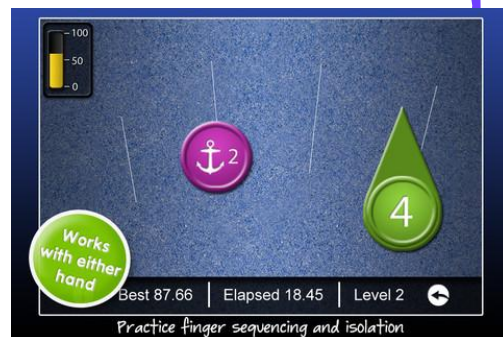 100
50
0
2
4
Works
with either
hand
Best 87.66 | Elapsed 18.45 | Level 2
Practice finger sequencing and isolation